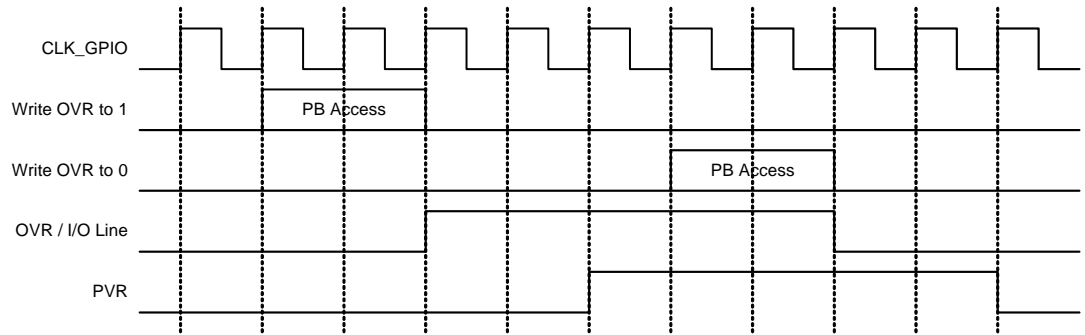 CLK_GPIO
Write OVR to 1
PB Access
Write OVR to 0
PB Access
OVR / I/O Line
PVR